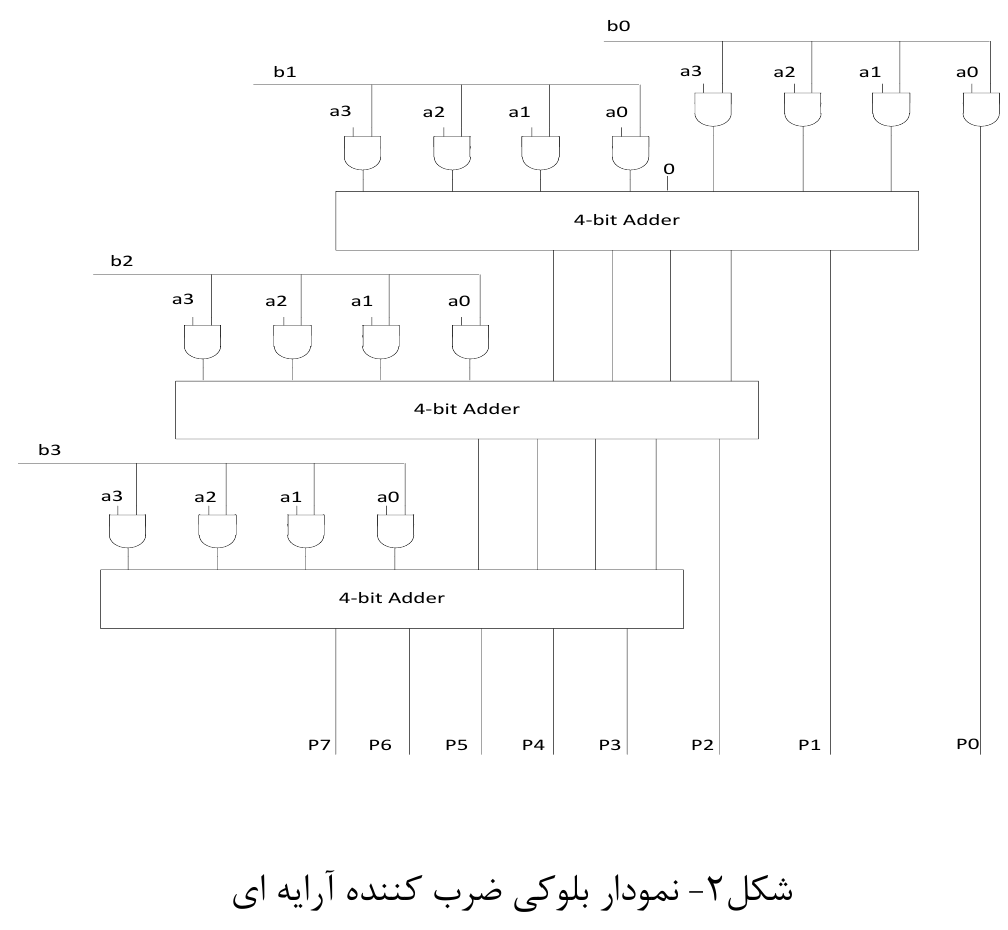 b0
a3 a2 a1 a0
b1
a3 a2 a1 a0
0
4-bit Adder
b2
a3 a2 a1 a0
4-bit Adder
b3
a3 a2 a1 a0
4-bit Adder
P7 P6 P5 P4 P3 P2 P1 P0
شکل۲- نمودار بلوکی ضرب کننده آرایه ای